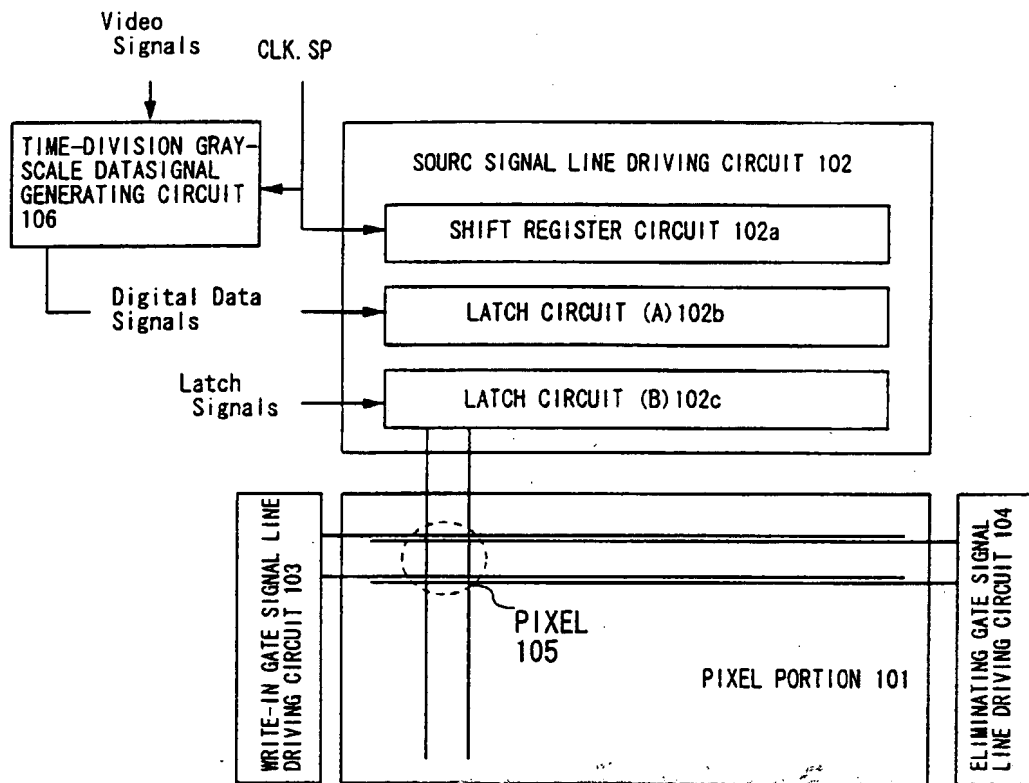 Video
Signals
CLK.SP
TIME-DIVISION GRAY-
SCALE DATASIGNAL
GENERATING CIRCUIT
106
SOURC SIGNAL LINE DRIVING CIRCUIT 102
SHIFT REGISTER CIRCUIT 102a
Digital Data
Signals
LATCH CIRCUIT (A)102b
Latch
Signals
LATCH CIRCUIT (B)102c
WRITE-IN GATE SIGNAL LINE
DRIVING CIRCUIT 103
PIXEL
105
PIXEL PORTION 101
ELIMINATING GATE SIGNAL
LINE DRIVING CIRCUIT 104